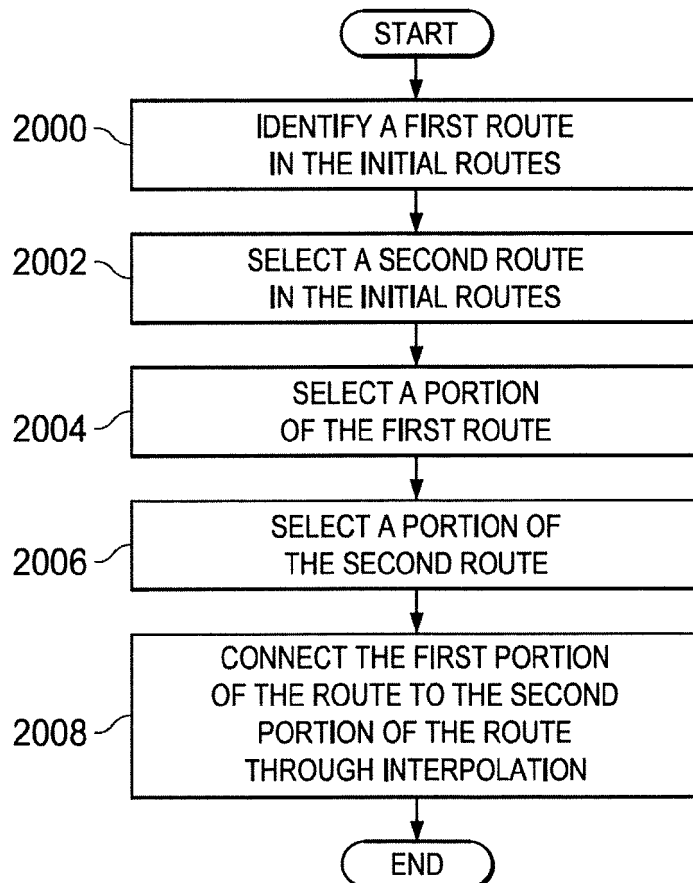 START
2000
IDENTIFY A FIRST ROUTE
IN THE INITIAL ROUTES
2002
SELECT A SECOND ROUTE
IN THE INITIAL ROUTES
2004
SELECT A PORTION
OF THE FIRST ROUTE
2006
SELECT A PORTION OF
THE SECOND ROUTE
2008
CONNECT THE FIRST PORTION
OF THE ROUTE TO THE SECOND
PORTION OF THE ROUTE
THROUGH INTERPOLATION
END